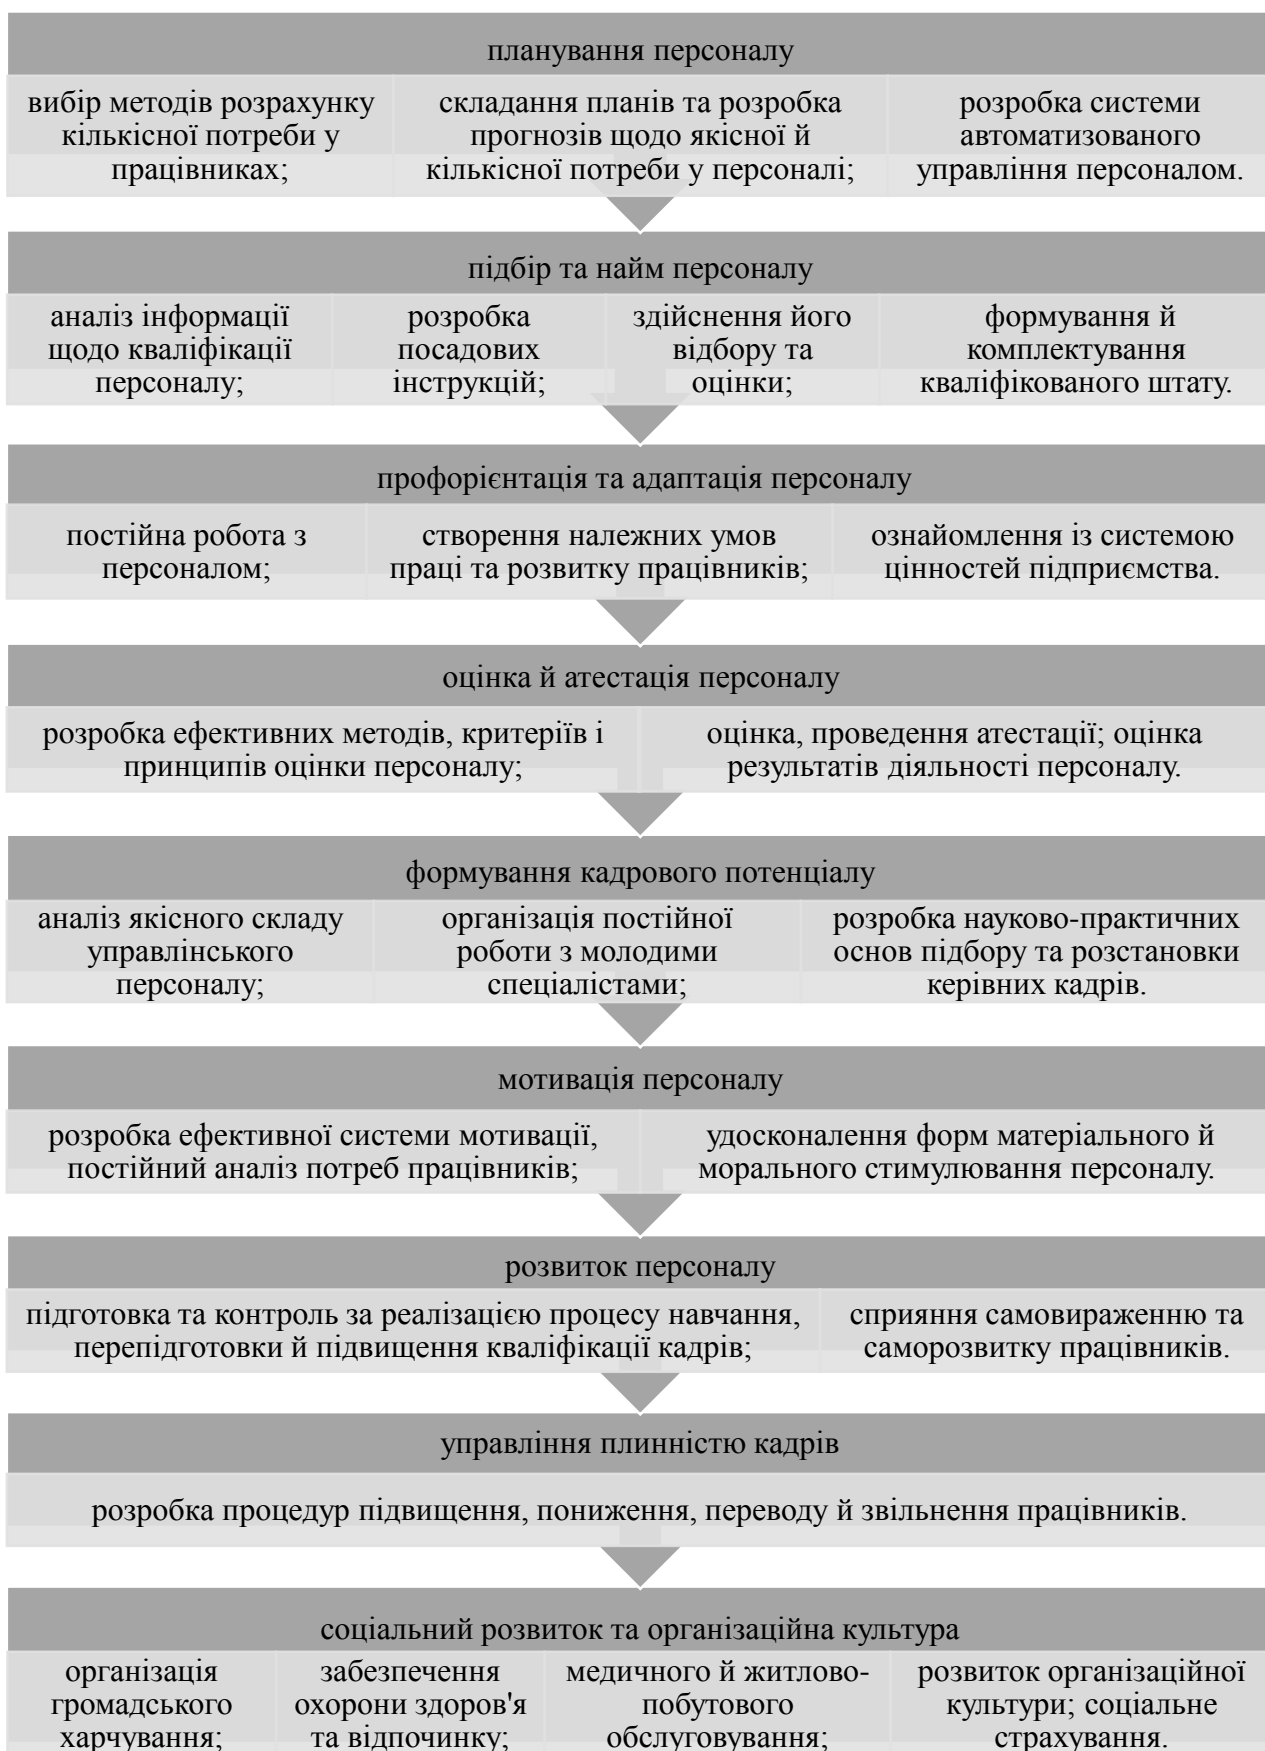 планування персоналу
вибір методів розрахунку
кількісної потреби у
працівниках;
складання планів та розробка
прогнозів щодо якісної й
кількісної потреби у персоналі;
розробка системи
автоматизованого
управління персоналом.
підбір та найм персоналу
аналіз інформації
щодо кваліфікації
персоналу;
розробка
посадових
інструкцій;
здійснення його
відбору та
оцінки;
формування й
комплектування
кваліфікованого штату.
профорієнтація та адаптація персоналу
постійна робота з
персоналом;
створення належних умов
праці та розвитку працівників;
ознайомлення із системою
цінностей підприємства.
оцінка й атестація персоналу
розробка ефективних методів, критеріїв і
принципів оцінки персоналу;
оцінка, проведення атестації; оцінка
результатів діяльності персоналу.
формування кадрового потенціалу
аналіз якісного складу
управлінського
персоналу;
організація постійної
роботи з молодими
спеціалістами;
розробка науково-практичних
основ підбору та розстановки
керівних кадрів.
мотивація персоналу
розробка ефективної системи мотивації,
постійний аналіз потреб працівників;
удосконалення форм матеріального й
морального стимулювання персоналу.
розвиток персоналу
підготовка та контроль за реалізацією процесу навчання,
перепідготовки й підвищення кваліфікації кадрів;
сприяння самовираженню та
саморозвитку працівників.
управління плинністю кадрів
розробка процедур підвищення, пониження, переводу й звільнення працівників.
соціальний розвиток та організаційна культура
організація
громадського
харчування;
забезпечення
охорони здоров'я
та відпочинку;
медичного й житлово-
побутового
обслуговування;
розвиток організаційної
культури; соціальне
страхування.